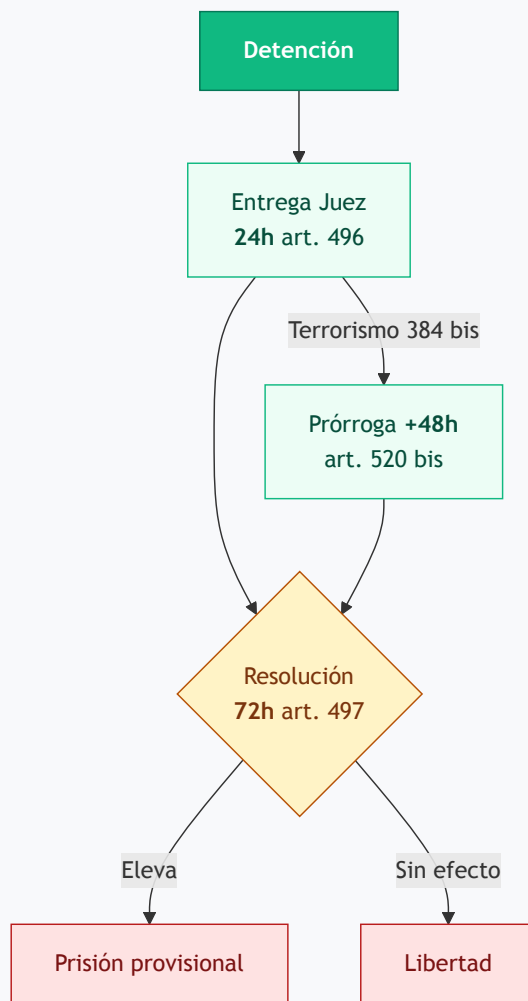 Detención
Entrega Juez
24h art. 496
Terrorismo 384 bis
Prórroga +48h
art. 520 bis
Resolución
72h art. 497
Eleva
Sin efecto
Prisión provisional
Libertad